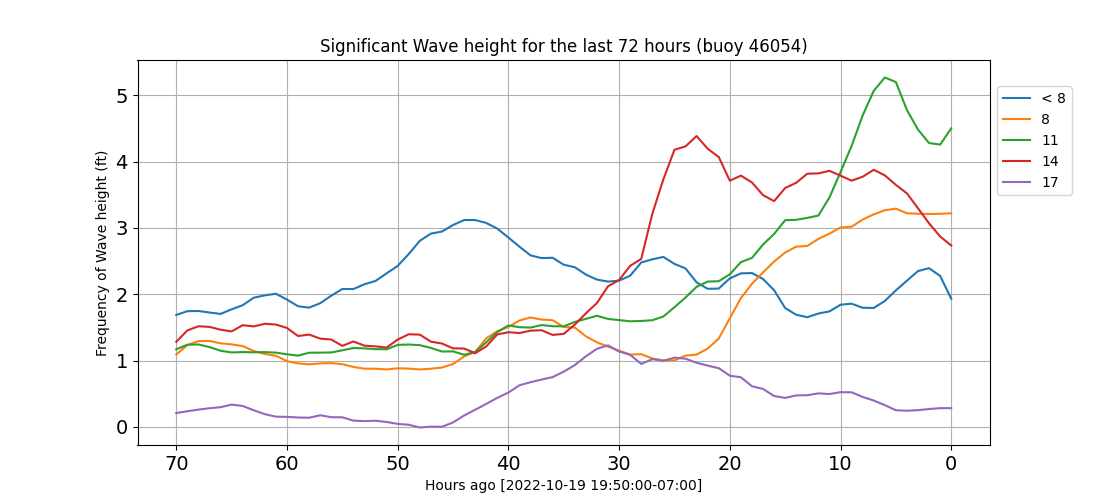 Significant Wave height for the last 72 hours (buoy 46054)
Frequency of Wave height (ft)
5
4
3
2
1
0
70 60 50 40 30 20 10 0
Hours ago [2022-10-19 19:50:00-07:00]
< 8
8
11
14
17